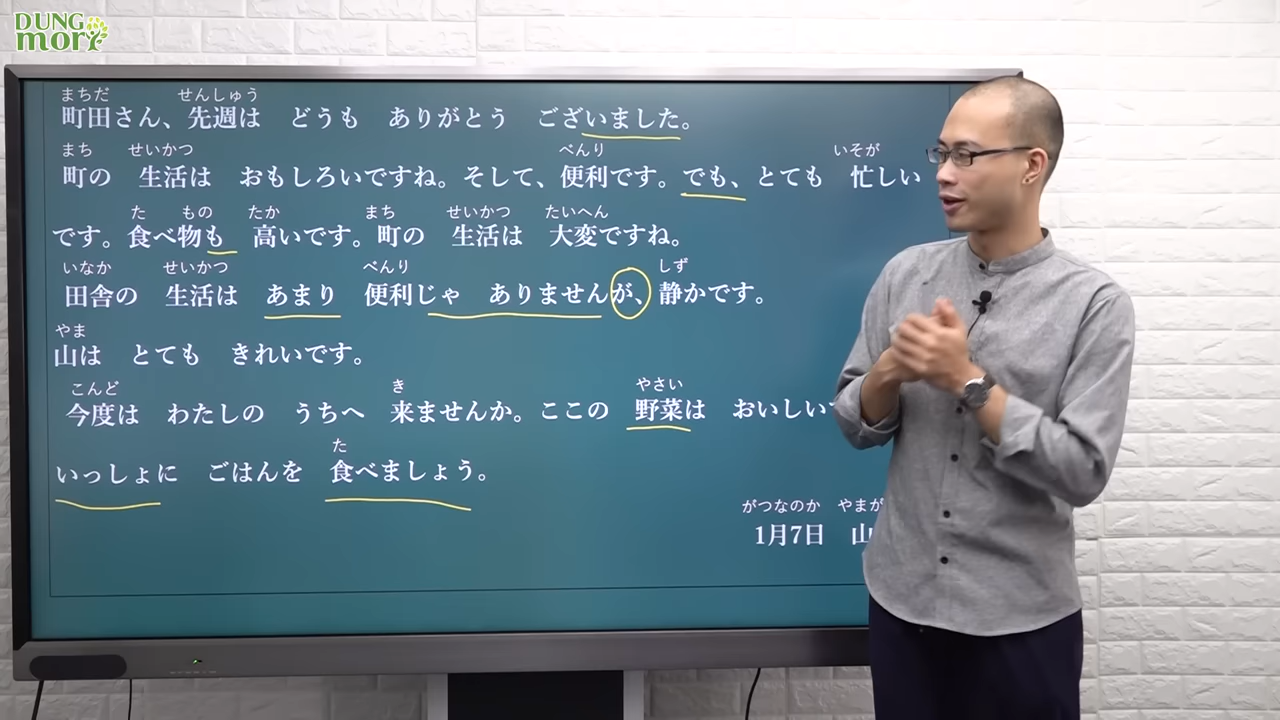 DUNG
mori
まちだ せんしゅう
町田さん、先週は どうも ありがとう ございました。
まち せいかつ べんり いそが
町の 生活は おもしろいですね。そして、便利です。でも、とても 忙しい
た もの たか まち せいかつ たいへん
です。食べ物も 高いです。町の 生活は 大変ですね。
いなか せいかつ べんり しず
田舎の 生活は あまり 便利じゃ ありませんが、静かです。
やま
山は とても きれいです。
こんど き やさい
今度は わたしの うちへ 来ませんか。ここの 野菜は おいしい
た
いっしょに ごはんを 食べましょう。
がつなのか やまが
1月7日 山